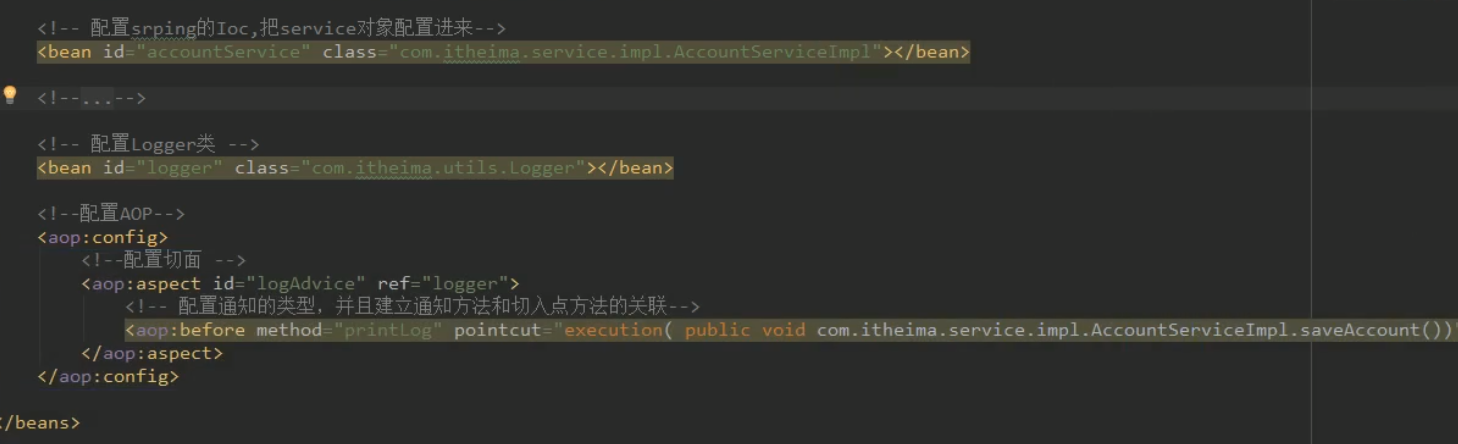 <!-- 配置srping的Ioc,把service对象配置进来-->
<bean id="accountService" class="com.itheima.service.impl.AccountServiceImpl"></bean>
<!--...-->
<!-- 配置Logger类 -->
<bean id="logger" class="com.itheima.utils.Logger"></bean>
<!--配置AOP-->
<aop:config>
<!--配置切面 -->
<aop:aspect id="logAdvice" ref="logger">
<!-- 配置通知的类型，并且建立通知方法和切入点方法的关联-->
<aop:before method="printLog" pointcut="execution( public void com.itheima.service.impl.AccountServiceImpl.saveAccount())"
</aop:aspect>
</aop:config>
</beans>